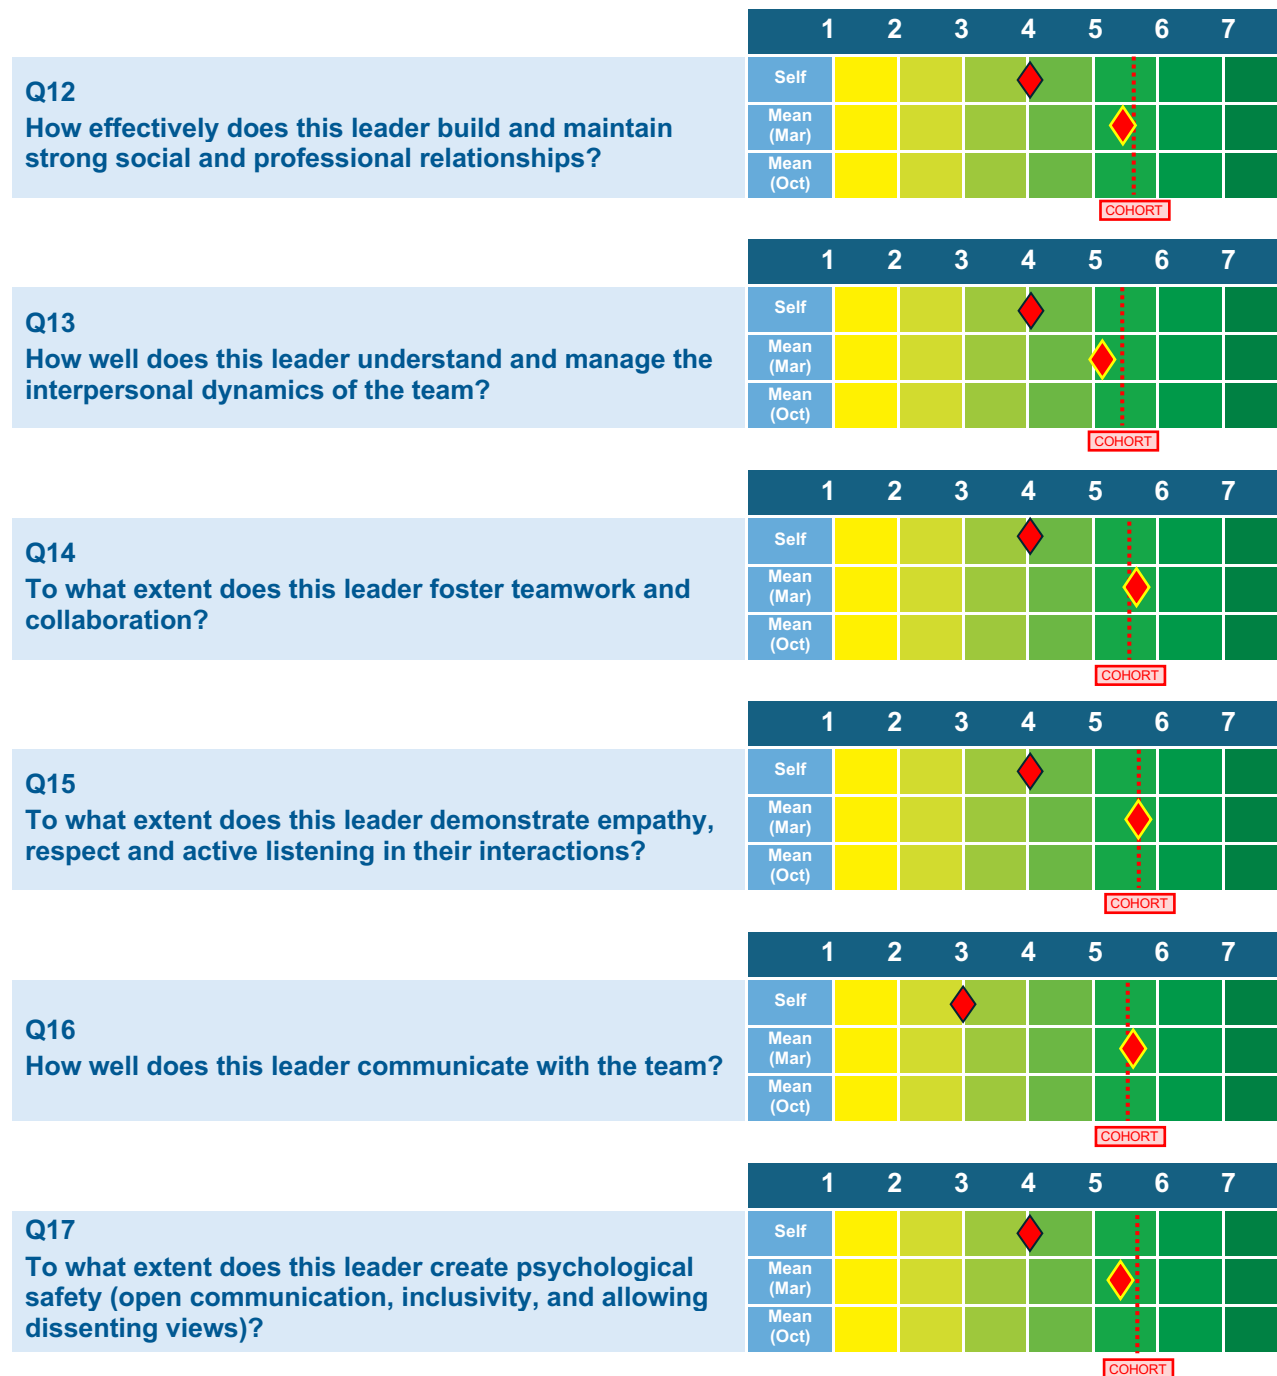 1 2 3 4 5 6 7
Q12
How effectively does this leader build and maintain
strong social and professional relationships?
Self
Mean
(Mar)
Mean
(Oct)
COHORT
1 2 3 4 5 6 7
Q13
How well does this leader understand and manage the
interpersonal dynamics of the team?
Self
Mean
(Mar)
Mean
(Oct)
COHORT
1 2 3 4 5 6 7
Q14
To what extent does this leader foster teamwork and
collaboration?
Self
Mean
(Mar)
Mean
(Oct)
COHORT
1 2 3 4 5 6 7
Q15
To what extent does this leader demonstrate empathy,
respect and active listening in their interactions?
Self
Mean
(Mar)
Mean
(Oct)
COHORT
1 2 3 4 5 6 7
Q16
How well does this leader communicate with the team?
Self
Mean
(Mar)
Mean
(Oct)
COHORT
1 2 3 4 5 6 7
Q17
To what extent does this leader create psychological
safety (open communication, inclusivity, and allowing
dissenting views)?
Self
Mean
(Mar)
Mean
(Oct)
COHORT